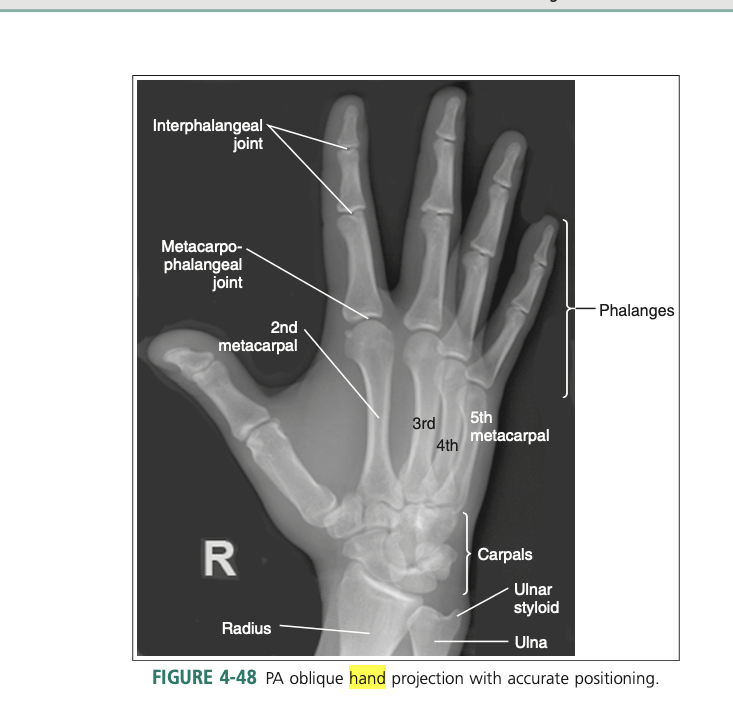 Interphalangeal
joint
Metacarpo-
phalangeal
joint
2nd
metacarpal
Phalanges
3rd
4th
5th
metacarpal
R
Carpals
Ulnar
styloid
Radius
Ulna
FIGURE 4-48 PA oblique hand projection with accurate positioning.